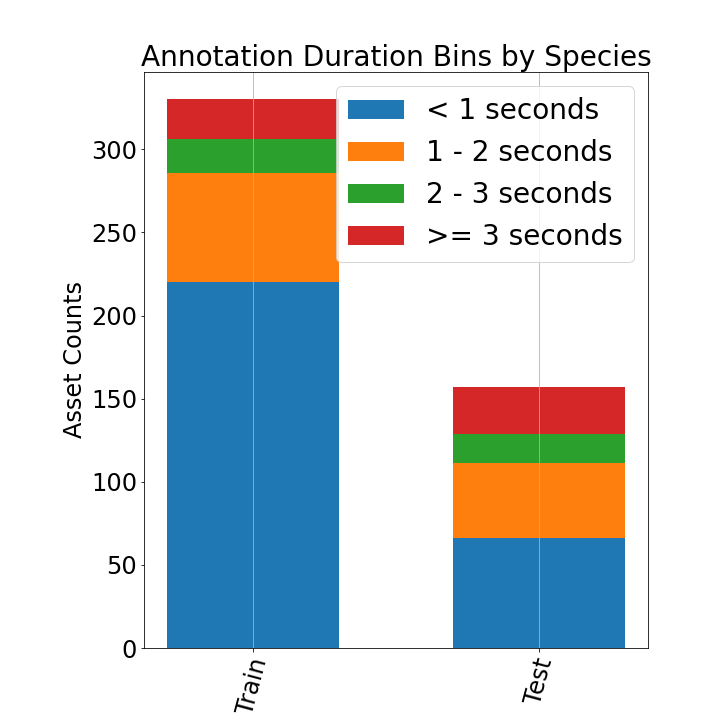 Annotation Duration Bins by Species
< 1 seconds
1 - 2 seconds
2 - 3 seconds
>= 3 seconds
Asset Counts
300
250
200
150
100
50
0
Train
Test